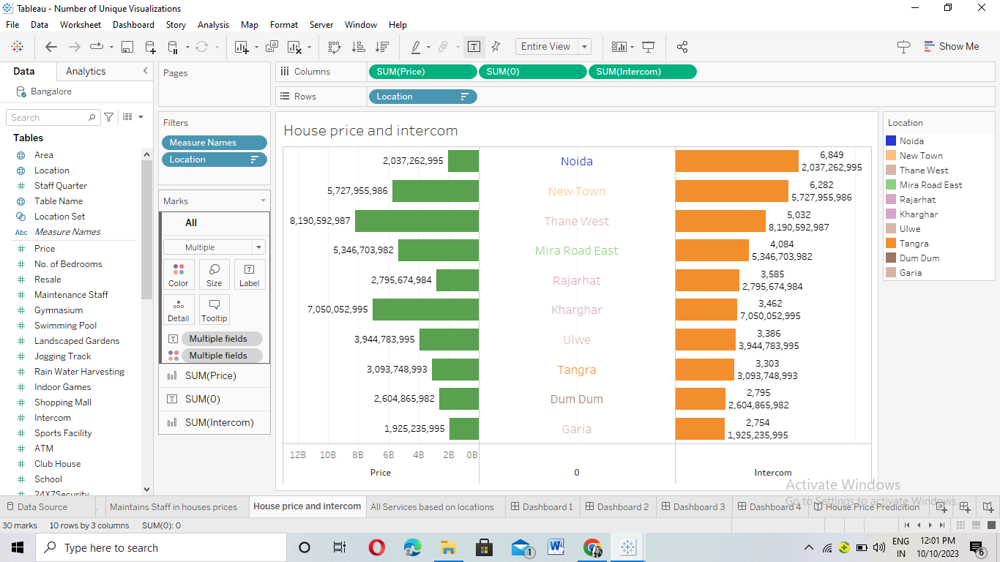 Tableau - Number of Unique Visualizations
File Data Worksheet Dashboard Story Analysis Map Format Server Window Help
Entire View
Show Me
Data Analytics
Bangalore
Search
Tables
Area
Location
Staff Quarter
Table Name
Location Set
Abc Measure Names
Price
No. of Bedrooms
Resale
Maintenance Staff
Gymnasium
Swimming Pool
Landscaped Gardens
Jogging Track
Rain Water Harvesting
Indoor Games
Shopping Mall
Intercom
Sports Facility
ATM
Club House
School
24X7Security
Pages
Filters
Measure Names
Location
Marks
All
Multiple
Color Size Label
Detail Tooltip
Multiple fields
Multiple fields
SUM(Price)
SUM(0)
SUM(Intercom)
Columns SUM(Price) SUM(0) SUM(Intercom)
Rows Location
House price and intercom
2,037,262,995 Noida 6,849
2,037,262,995
5,727,955,986 New Town 6,282
5,727,955,986
8,190,592,987 Thane West 5,032
8,190,592,987
5,346,703,982 Mira Road East 4,084
5,346,703,982
2,795,674,984 Rajarhat 3,585
2,795,674,984
7,050,052,995 Kharghar 3,462
7,050,052,995
3,944,783,995 Ulwe 3,386
3,944,783,995
3,093,748,993 Tangra 3,303
3,093,748,993
2,604,865,982 Dum Dum 2,795
2,604,865,982
1,925,235,995 Garia 2,754
1,925,235,995
12B 10B 8B 6B 4B 2B 0B
Price 0 Intercom
Location
Noida
New Town
Thane West
Mira Road East
Rajarhat
Kharghar
Ulwe
Tangra
Dum Dum
Garia
Activate Windows
Go to Settings to activate Windows.
Data Source Maintains Staff in houses prices House price and intercom All Services based on locations Dashboard 1 Dashboard 2 Dashboard 3 Dashboard 4 House Price Predicition
30 marks 10 rows by 3 columns SUM(0): 0
Type here to search
1
ENG
IN
12:01 PM
10/10/2023
6